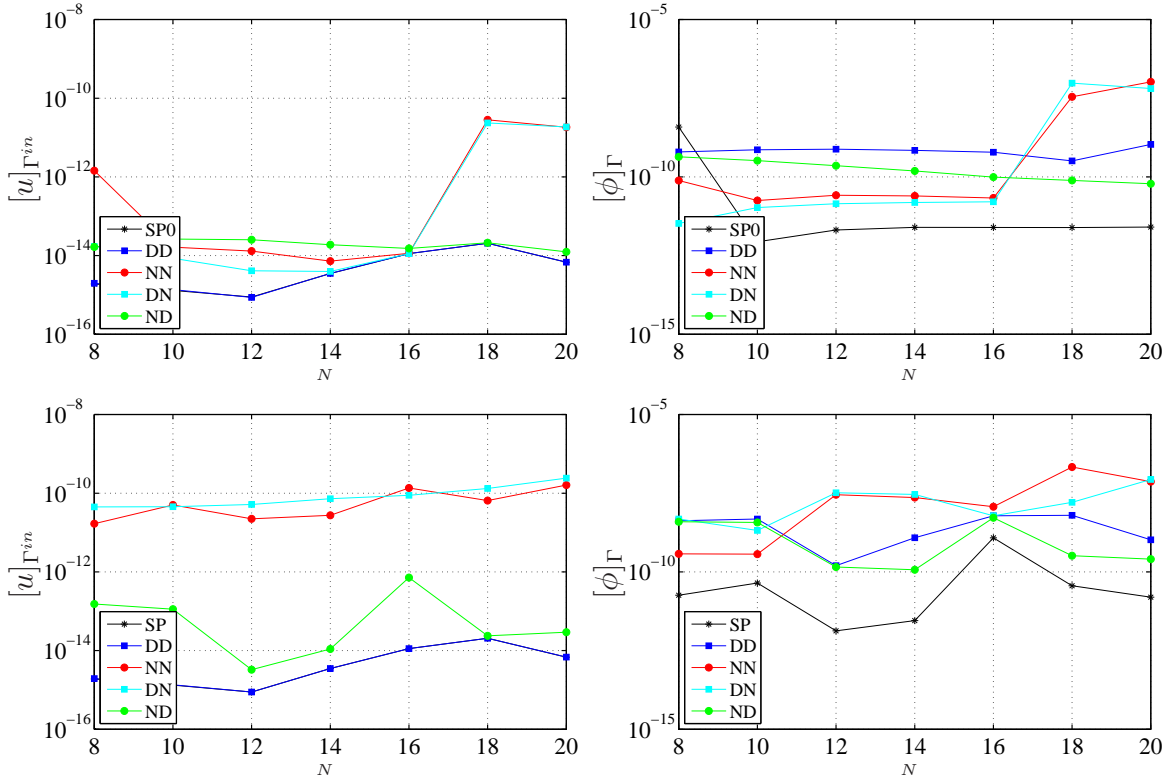 10^{-8}
10^{-10}
10^{-12}
10^{-14}
10^{-16}
[u]_{Γ^{in}}
SP0
DD
NN
DN
ND
8 10 12 14 16 18 20
N
10^{-5}
10^{-10}
10^{-15}
[ϕ]_Γ
SP0
DD
NN
DN
ND
8 10 12 14 16 18 20
N
10^{-8}
10^{-10}
10^{-12}
10^{-14}
10^{-16}
[u]_{Γ^{in}}
SP
DD
NN
DN
ND
8 10 12 14 16 18 20
N
10^{-5}
10^{-10}
10^{-15}
[ϕ]_Γ
SP
DD
NN
DN
ND
8 10 12 14 16 18 20
N